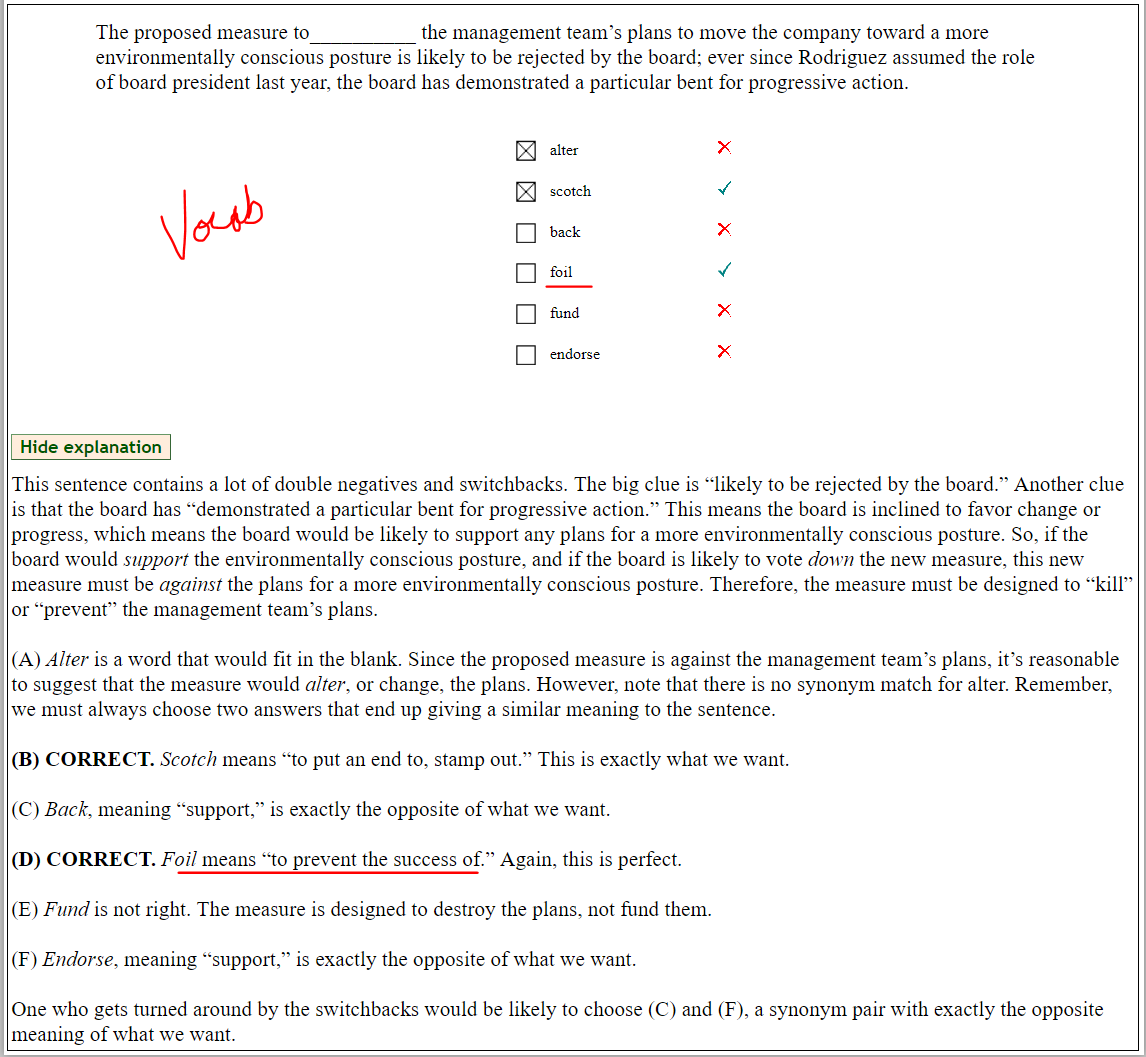 The proposed measure to__________ the management team’s plans to move the company toward a more
environmentally conscious posture is likely to be rejected by the board; ever since Rodriguez assumed the role
of board president last year, the board has demonstrated a particular bent for progressive action.
alter
scotch
Vocab
back
foil
fund
endorse
Hide explanation
This sentence contains a lot of double negatives and switchbacks. The big clue is “likely to be rejected by the board.” Another clue
is that the board has “demonstrated a particular bent for progressive action.” This means the board is inclined to favor change or
progress, which means the board would be likely to support any plans for a more environmentally conscious posture. So, if the
board would support the environmentally conscious posture, and if the board is likely to vote down the new measure, this new
measure must be against the plans for a more environmentally conscious posture. Therefore, the measure must be designed to “kill”
or “prevent” the management team’s plans.
(A) Alter is a word that would fit in the blank. Since the proposed measure is against the management team’s plans, it’s reasonable
to suggest that the measure would alter, or change, the plans. However, note that there is no synonym match for alter. Remember,
we must always choose two answers that end up giving a similar meaning to the sentence.
(B) CORRECT. Scotch means “to put an end to, stamp out.” This is exactly what we want.
(C) Back, meaning “support,” is exactly the opposite of what we want.
(D) CORRECT. Foil means “to prevent the success of.” Again, this is perfect.
(E) Fund is not right. The measure is designed to destroy the plans, not fund them.
(F) Endorse, meaning “support,” is exactly the opposite of what we want.
One who gets turned around by the switchbacks would be likely to choose (C) and (F), a synonym pair with exactly the opposite
meaning of what we want.